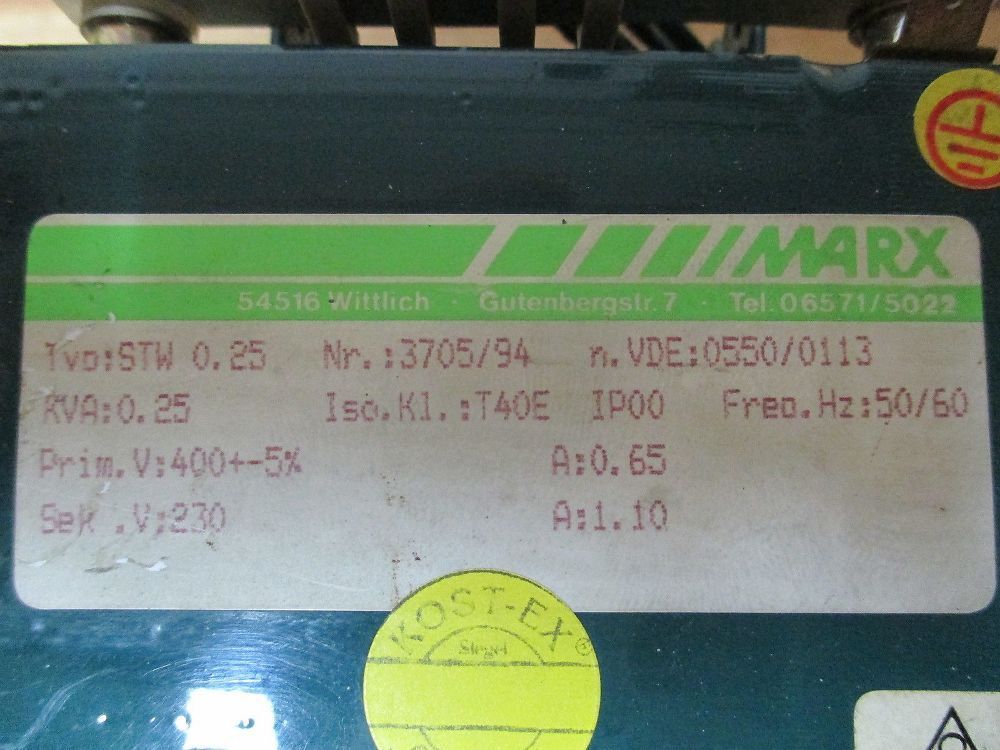 MARX
54516 Wittlich · Gutenbergstr. 7 · Tel. 06571/5022
Typ:STW 0.25 Nr.:3705/94 n.VDE:0550/0113
KVA:0.25 Iso.Kl.:T40E IP00 Freq.Hz:50/60
Prim.V:400+-5% A:0.65
Sek .V:230 A:1.10
KOST-EX®
Siegel